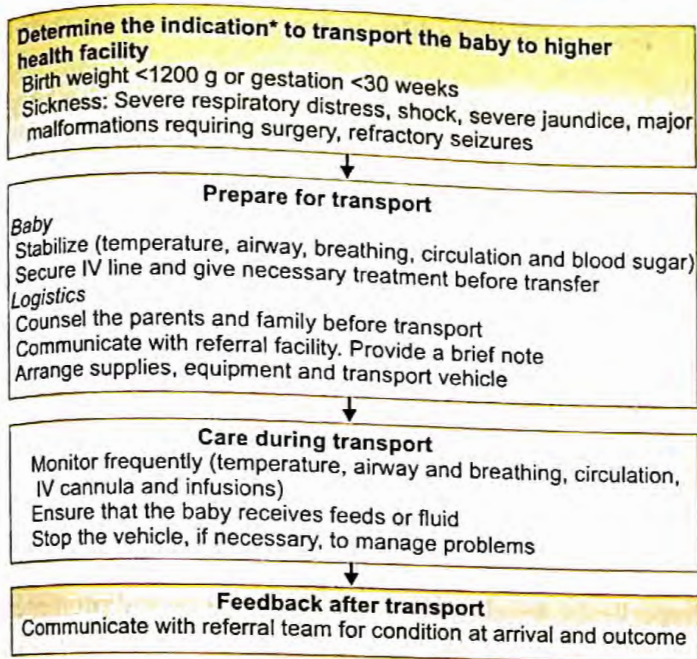 Determine the indication* to transport the baby to higher
health facility
Birth weight <1200 g or gestation <30 weeks
Sickness: Severe respiratory distress, shock, severe jaundice, major
malformations requiring surgery, refractory seizures
Prepare for transport
Baby
Stabilize (temperature, airway, breathing, circulation and blood sugar)
Secure IV line and give necessary treatment before transfer
Logistics
Counsel the parents and family before transport
Communicate with referral facility. Provide a brief note
Arrange supplies, equipment and transport vehicle
Care during transport
Monitor frequently (temperature, airway and breathing, circulation,
IV cannula and infusions)
Ensure that the baby receives feeds or fluid
Stop the vehicle, if necessary, to manage problems
Feedback after transport
Communicate with referral team for condition at arrival and outcome